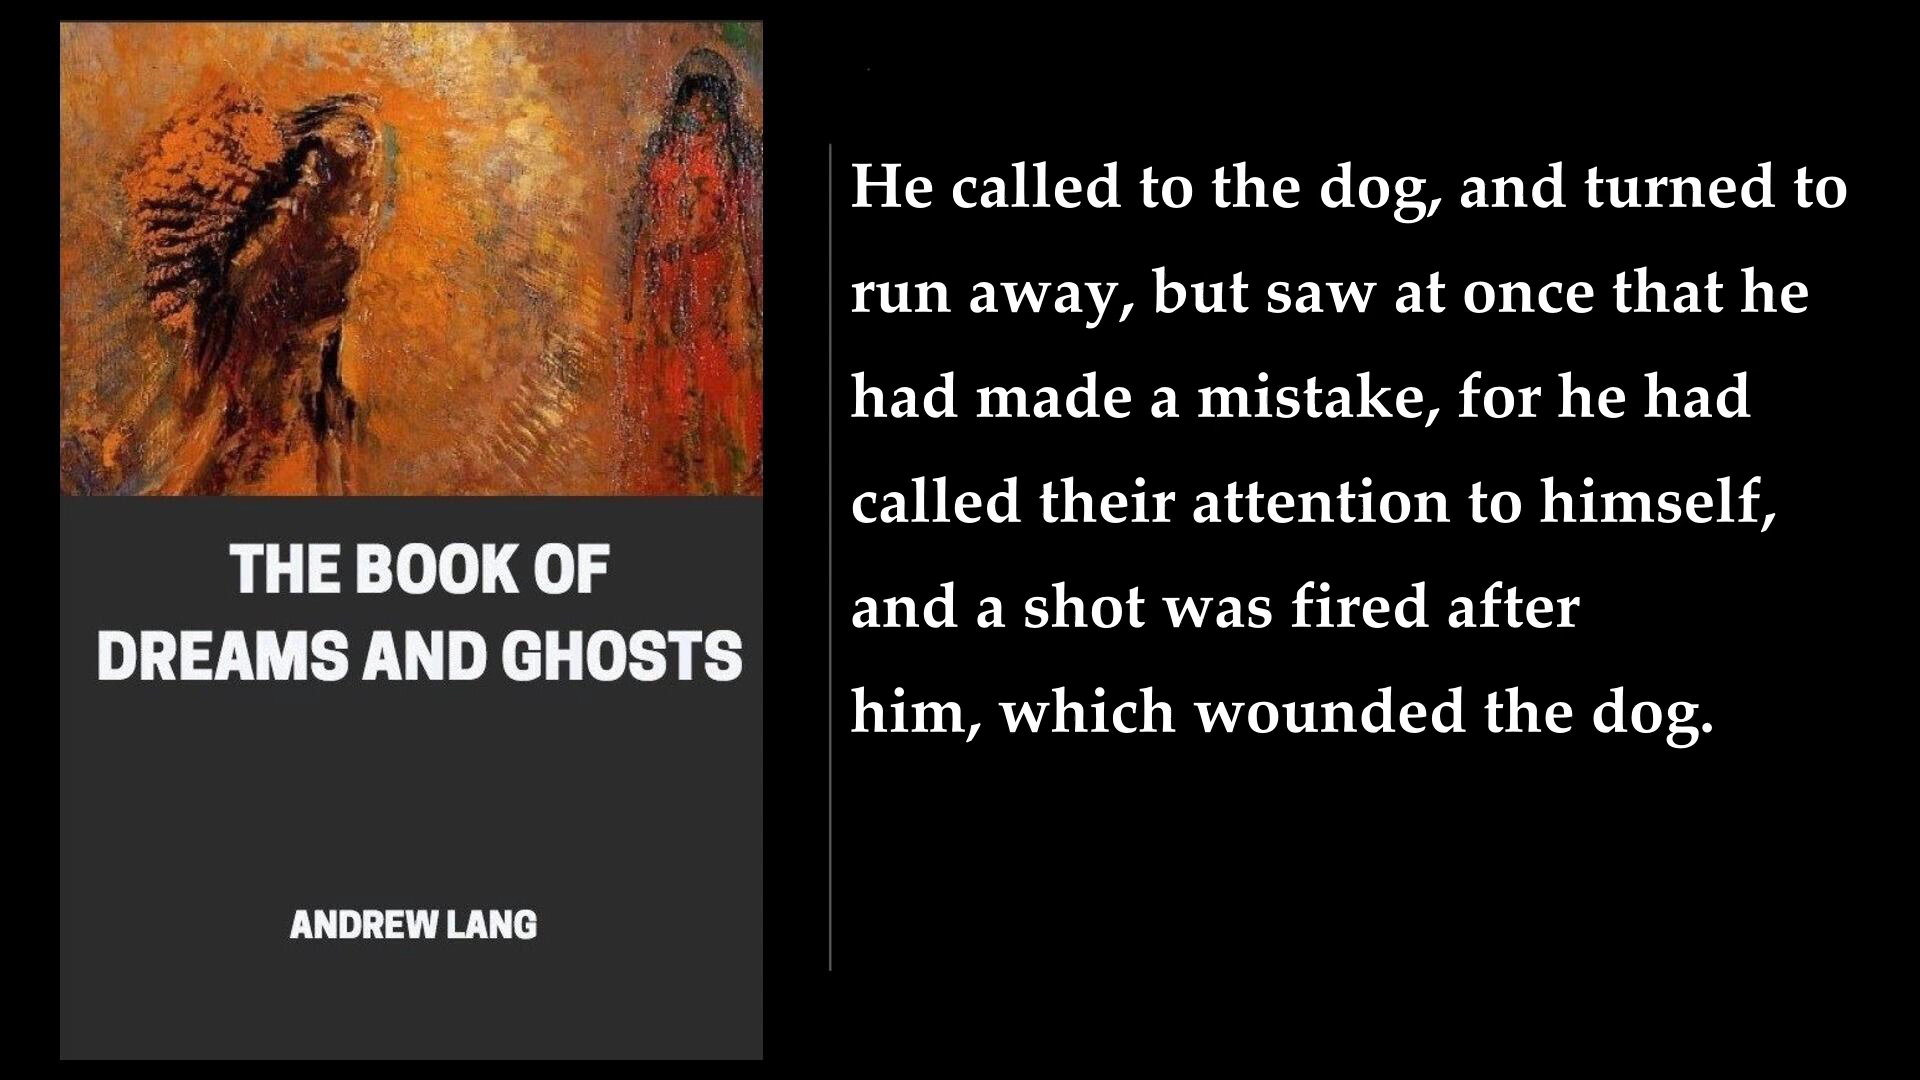 THE BOOK OF
DREAMS AND GHOSTS
ANDREW LANG
He called to the dog, and turned to
run away, but saw at once that he
had made a mistake, for he had
called their attention to himself,
and a shot was fired after
him, which wounded the dog.